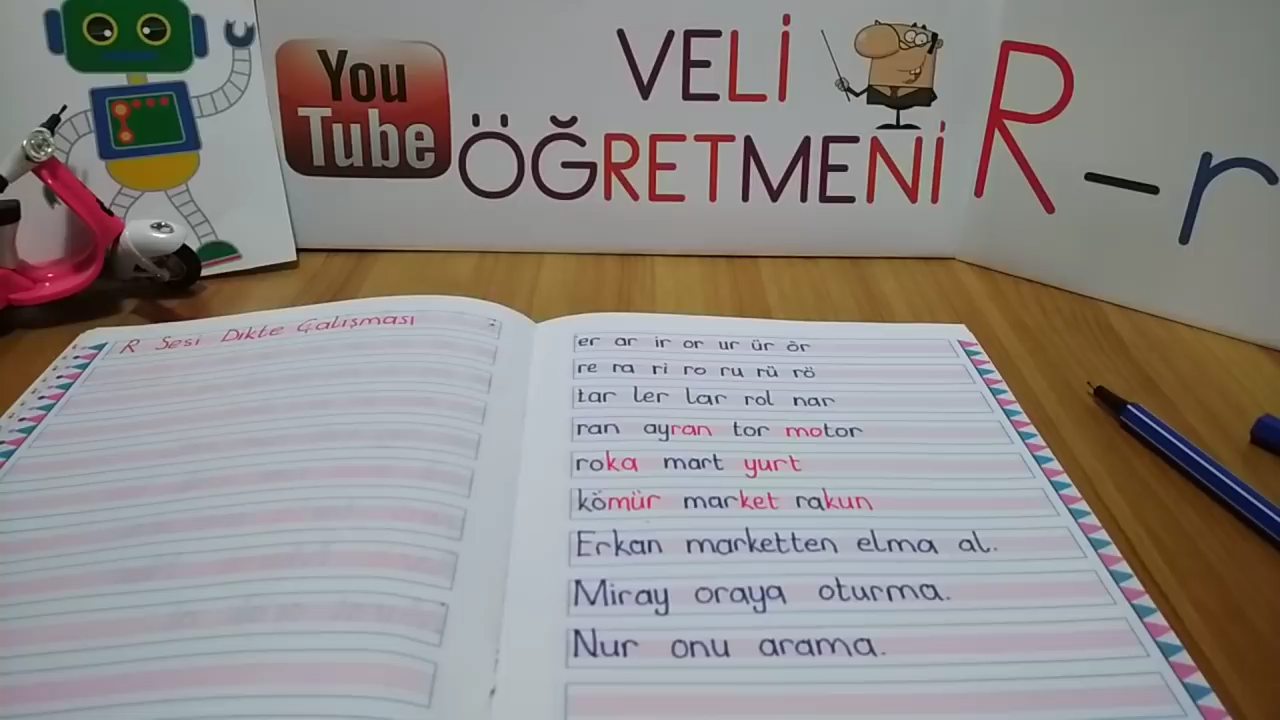 You
Tube
VELİ
ÖĞRETMENİ
R-r
R Sesi Dikte Çalışması
er ar ir or ur ür ör
re ra ri ro ru rü rö
tar ler lar rol nar
ran ayran tor motor
roka mart yurt
kömür market rakun
Erkan marketten elma al.
Miray oraya oturma.
Nur onu arama.